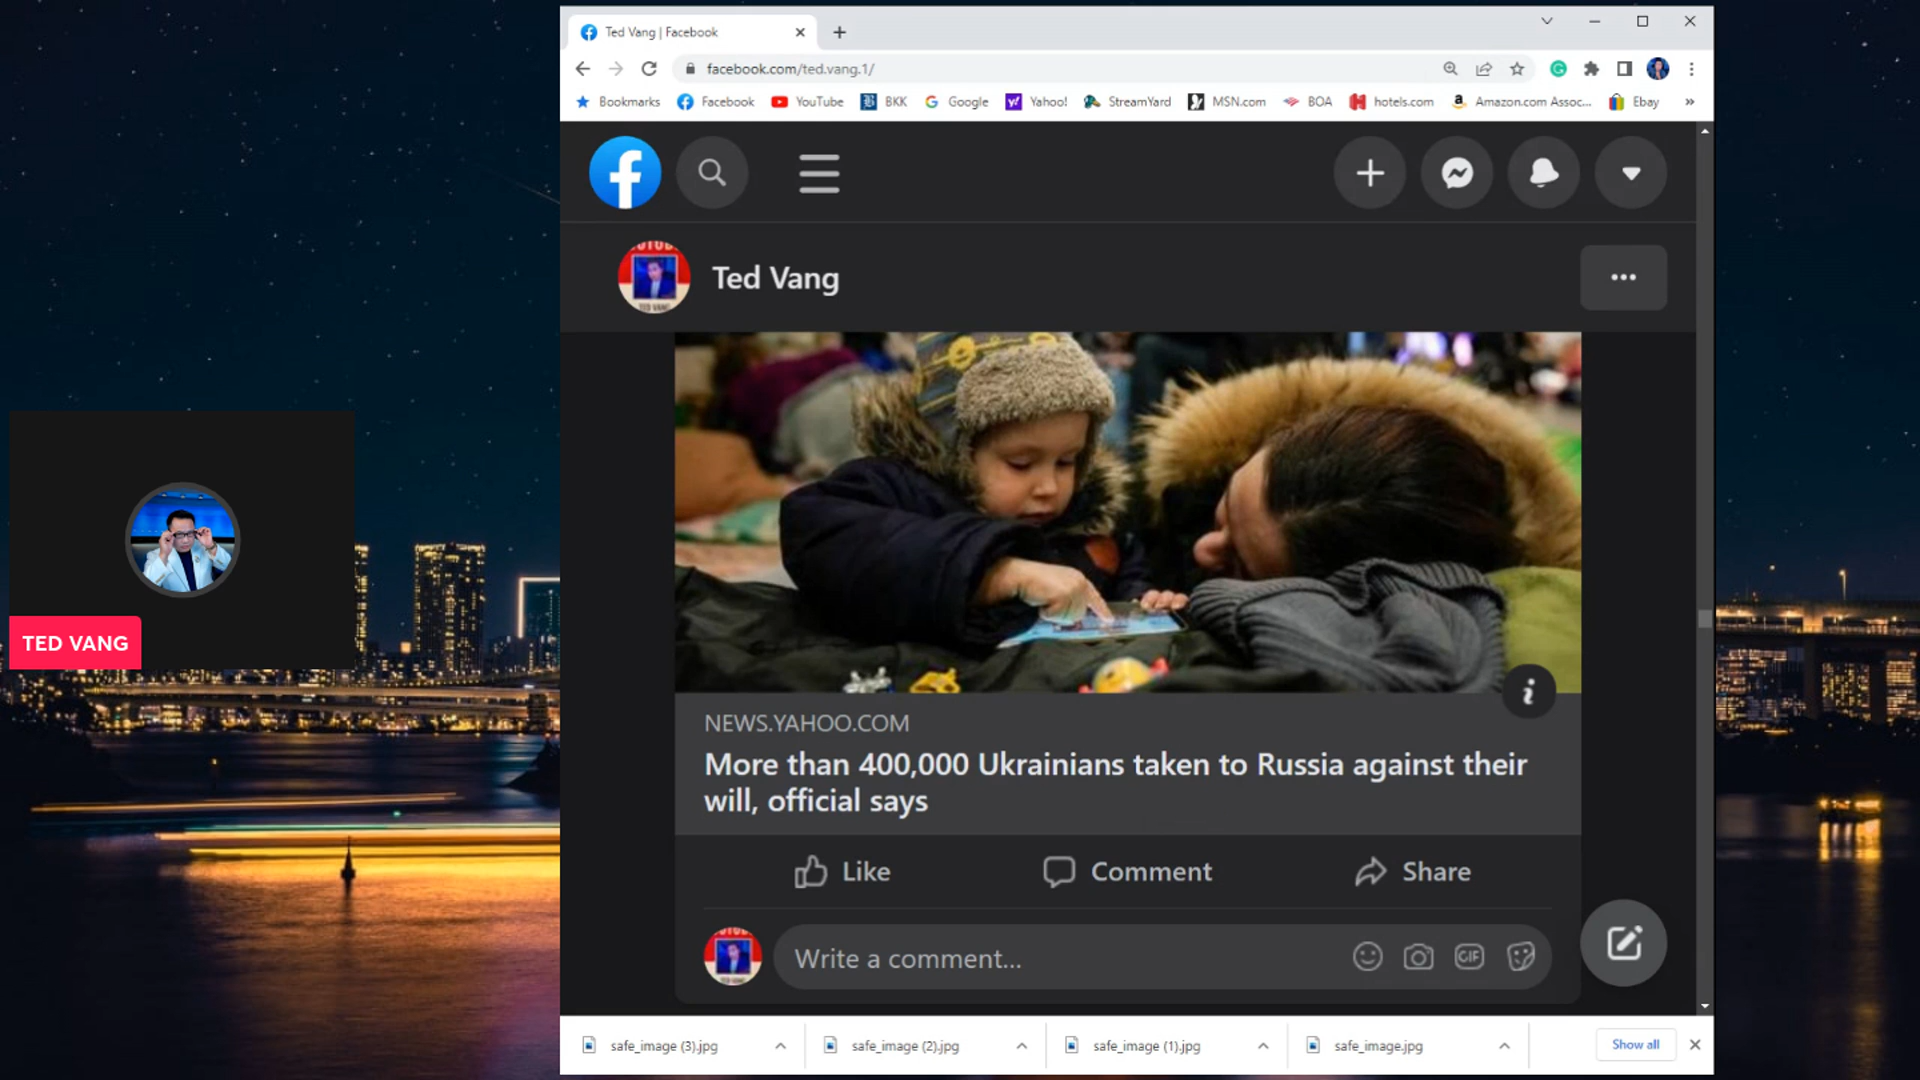 Ted Vang | Facebook
facebook.com/ted.vang.1/
Bookmarks Facebook YouTube BKK Google Yahoo! StreamYard MSN.com BOA hotels.com Amazon.com Assoc... Ebay »
Ted Vang
TED VANG
NEWS.YAHOO.COM
More than 400,000 Ukrainians taken to Russia against their
will, official says
Like Comment Share
Write a comment...
GIF
safe_image (3).jpg safe_image (2).jpg safe_image (1).jpg safe_image.jpg Show all